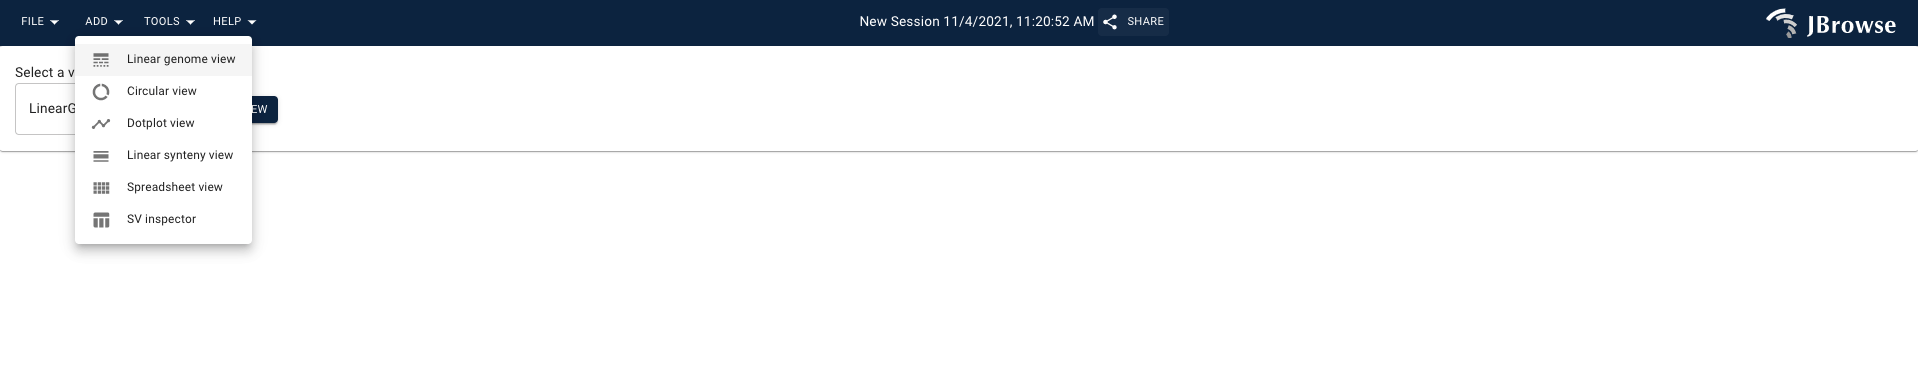 FILE ADD TOOLS HELP New Session 11/4/2021, 11:20:52 AM SHARE JBrowse
Linear genome view
Select a v
Circular view
LinearG EW
Dotplot view
Linear synteny view
Spreadsheet view
SV inspector